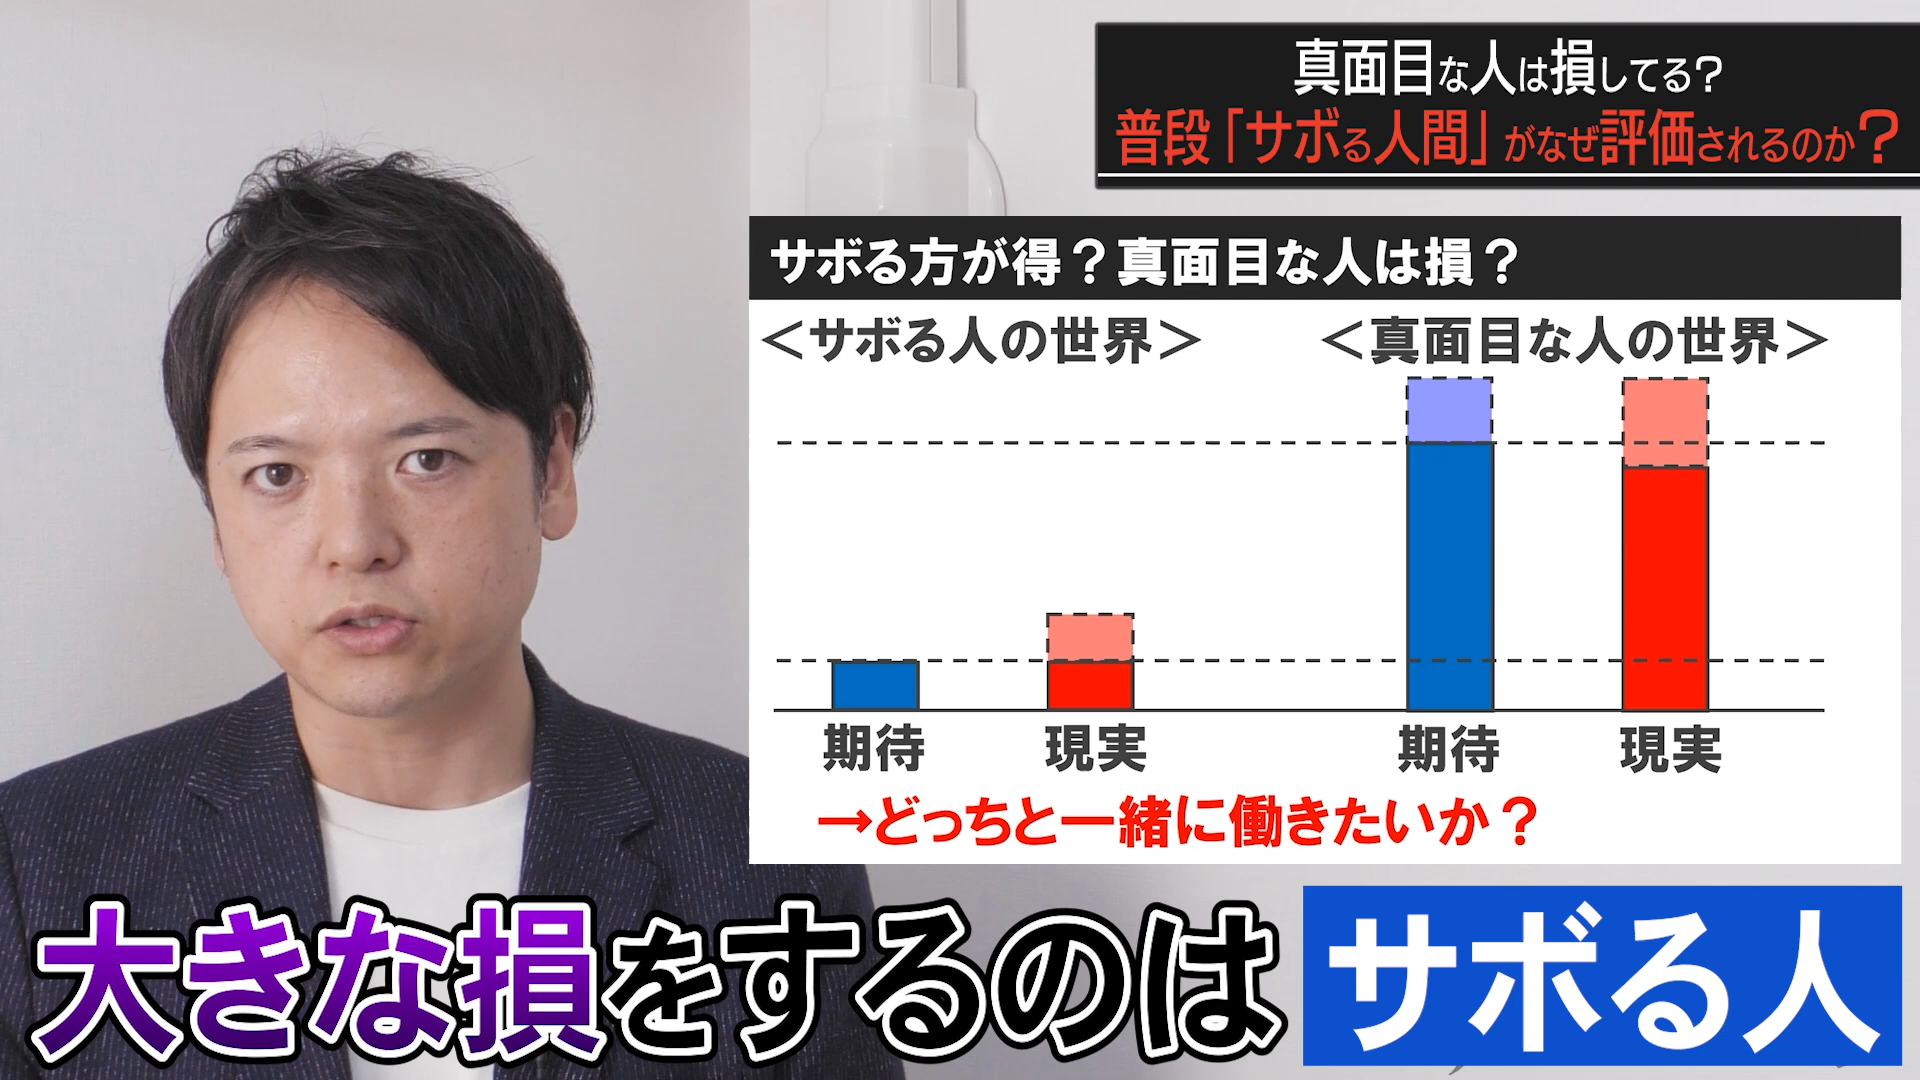 真面目な人は損してる？
普段「サボる人間」がなぜ評価されるのか？
サボる方が得？真面目な人は損？
＜サボる人の世界＞
＜真面目な人の世界＞
期待
現実
期待
現実
→どっちと一緒に働きたいか？
大きな損をするのはサボる人